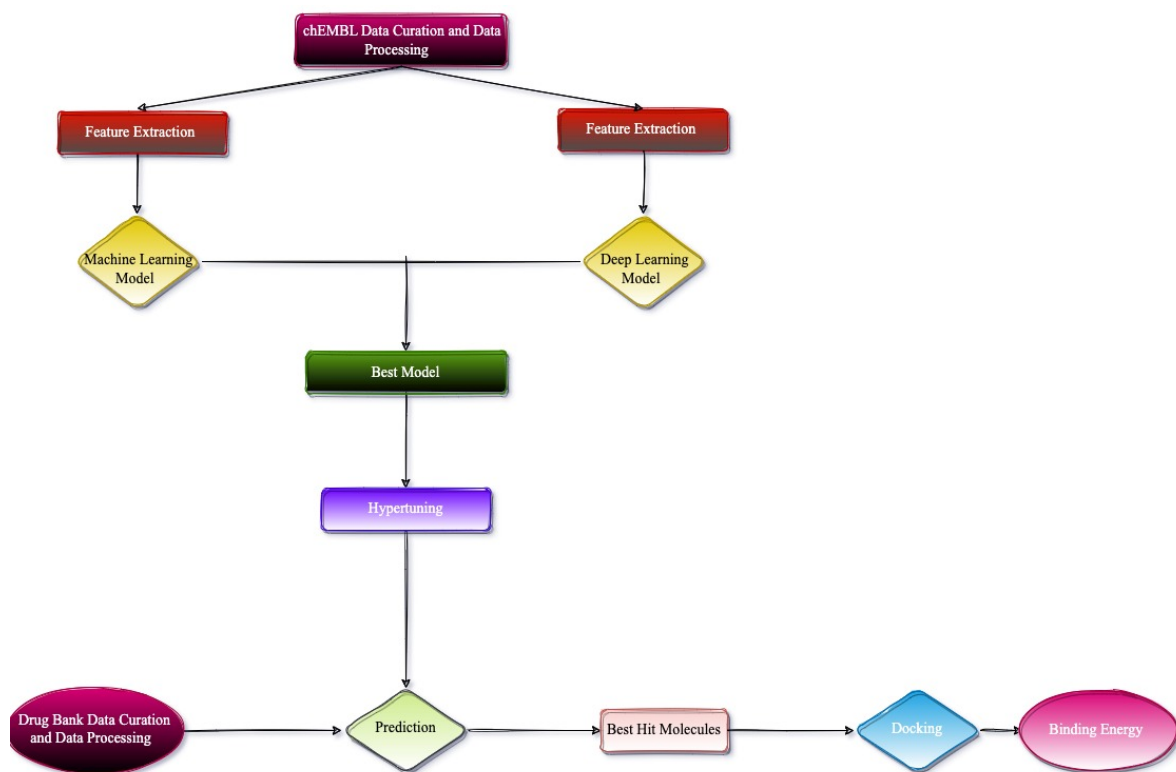 chEMBL Data Curation and Data
Processing
Feature Extraction
Feature Extraction
Machine Learning
Model
Deep Learning
Model
Best Model
Hypertuning
Drug Bank Data Curation
and Data Processing
Prediction
Best Hit Molecules
Docking
Binding Energy